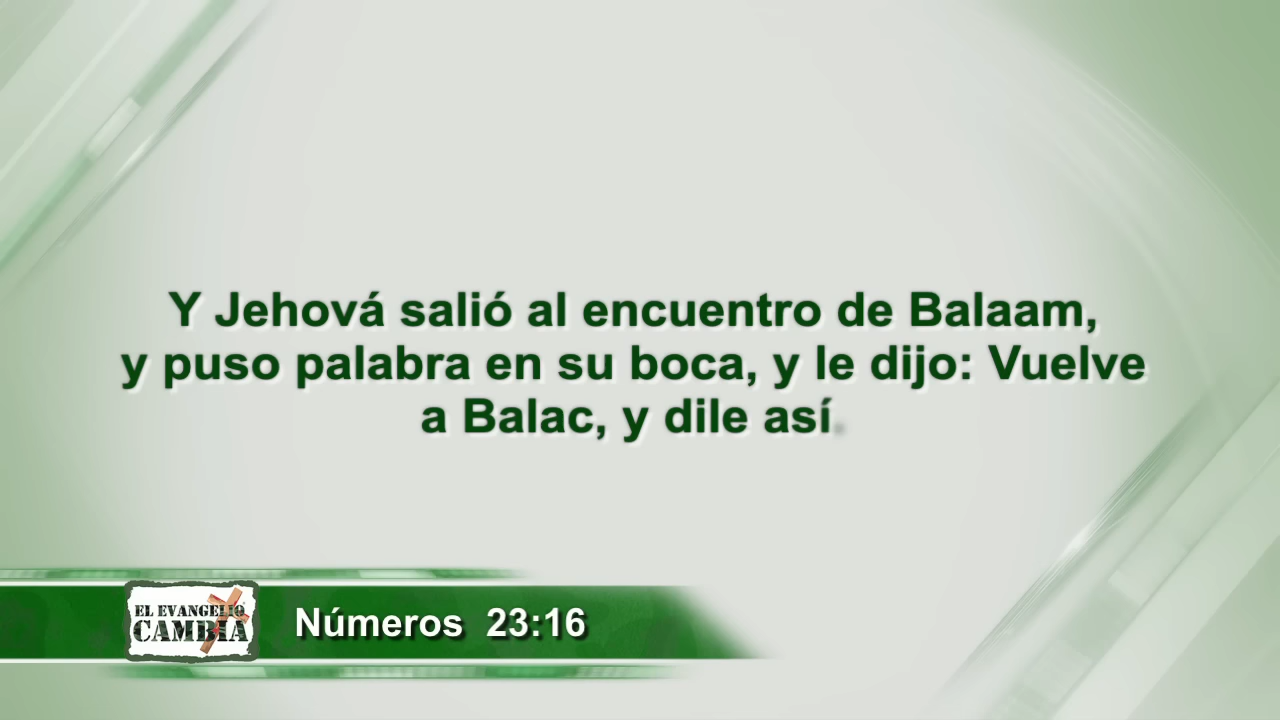 Y Jehová salió al encuentro de Balaam,
y puso palabra en su boca, y le dijo: Vuelve
a Balac, y dile así.
EL EVANGELIO
CAMBIA
Números 23:16